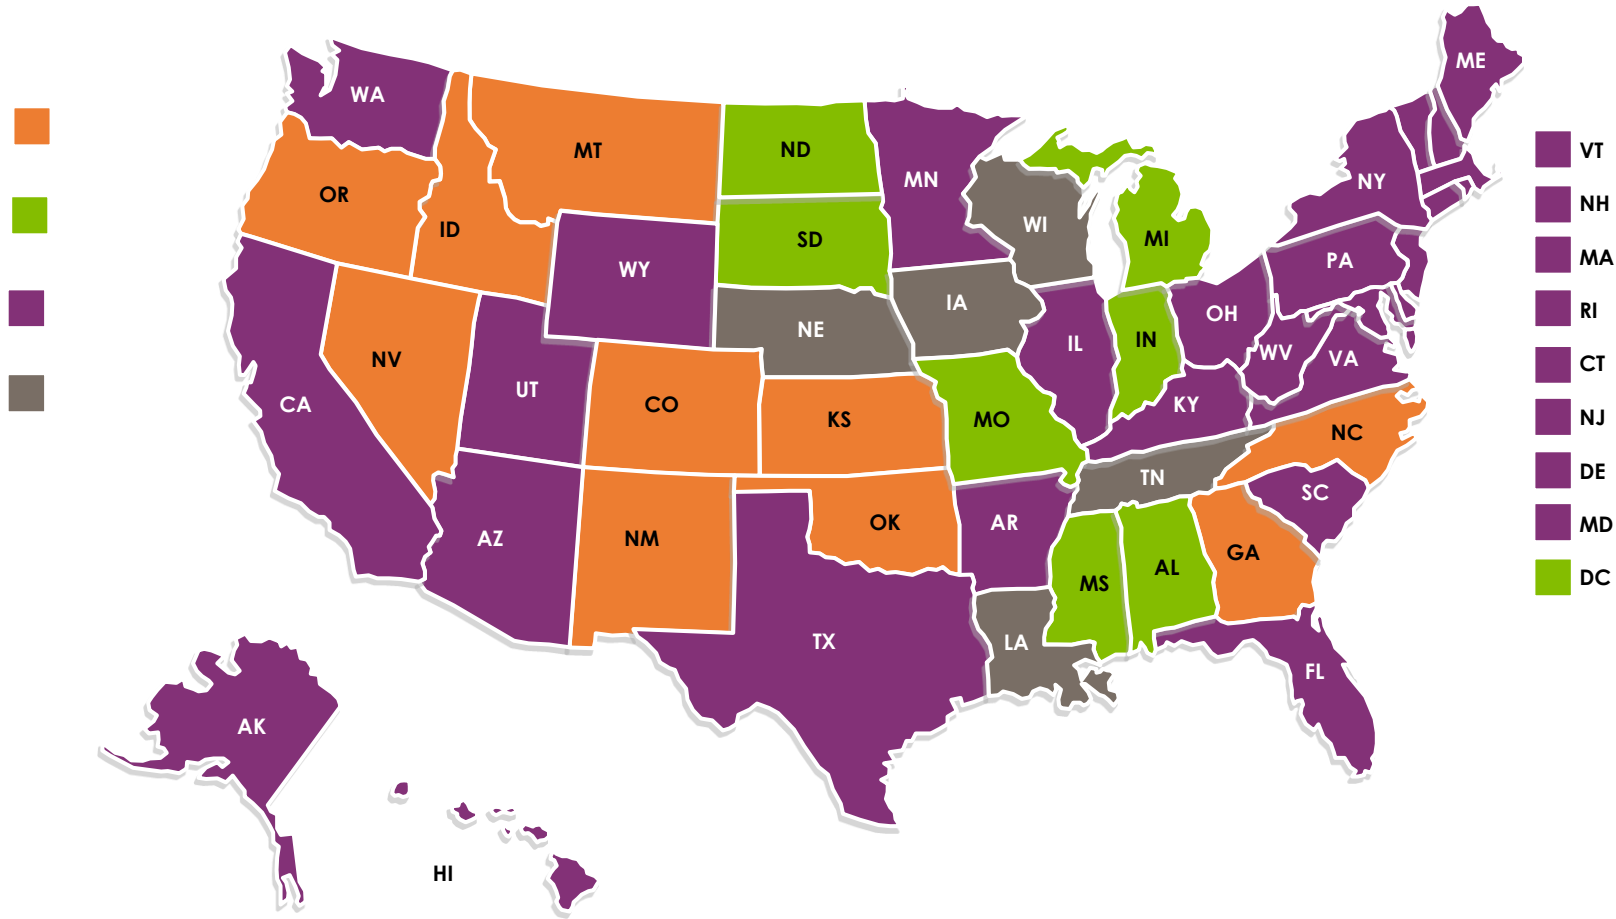 ME
WA
VT
MT
ND
MN
NY
OR
NH
ID
SD
WI
MI
MA
PA
WY
IA
RI
OH
NE
IN
IL
WV
VA
NV
CT
UT
CA
CO
KY
KS
MO
NJ
NC
DE
TN
SC
AZ
NM
OK
AR
MD
GA
AL
DC
MS
TX
LA
FL
AK
HI